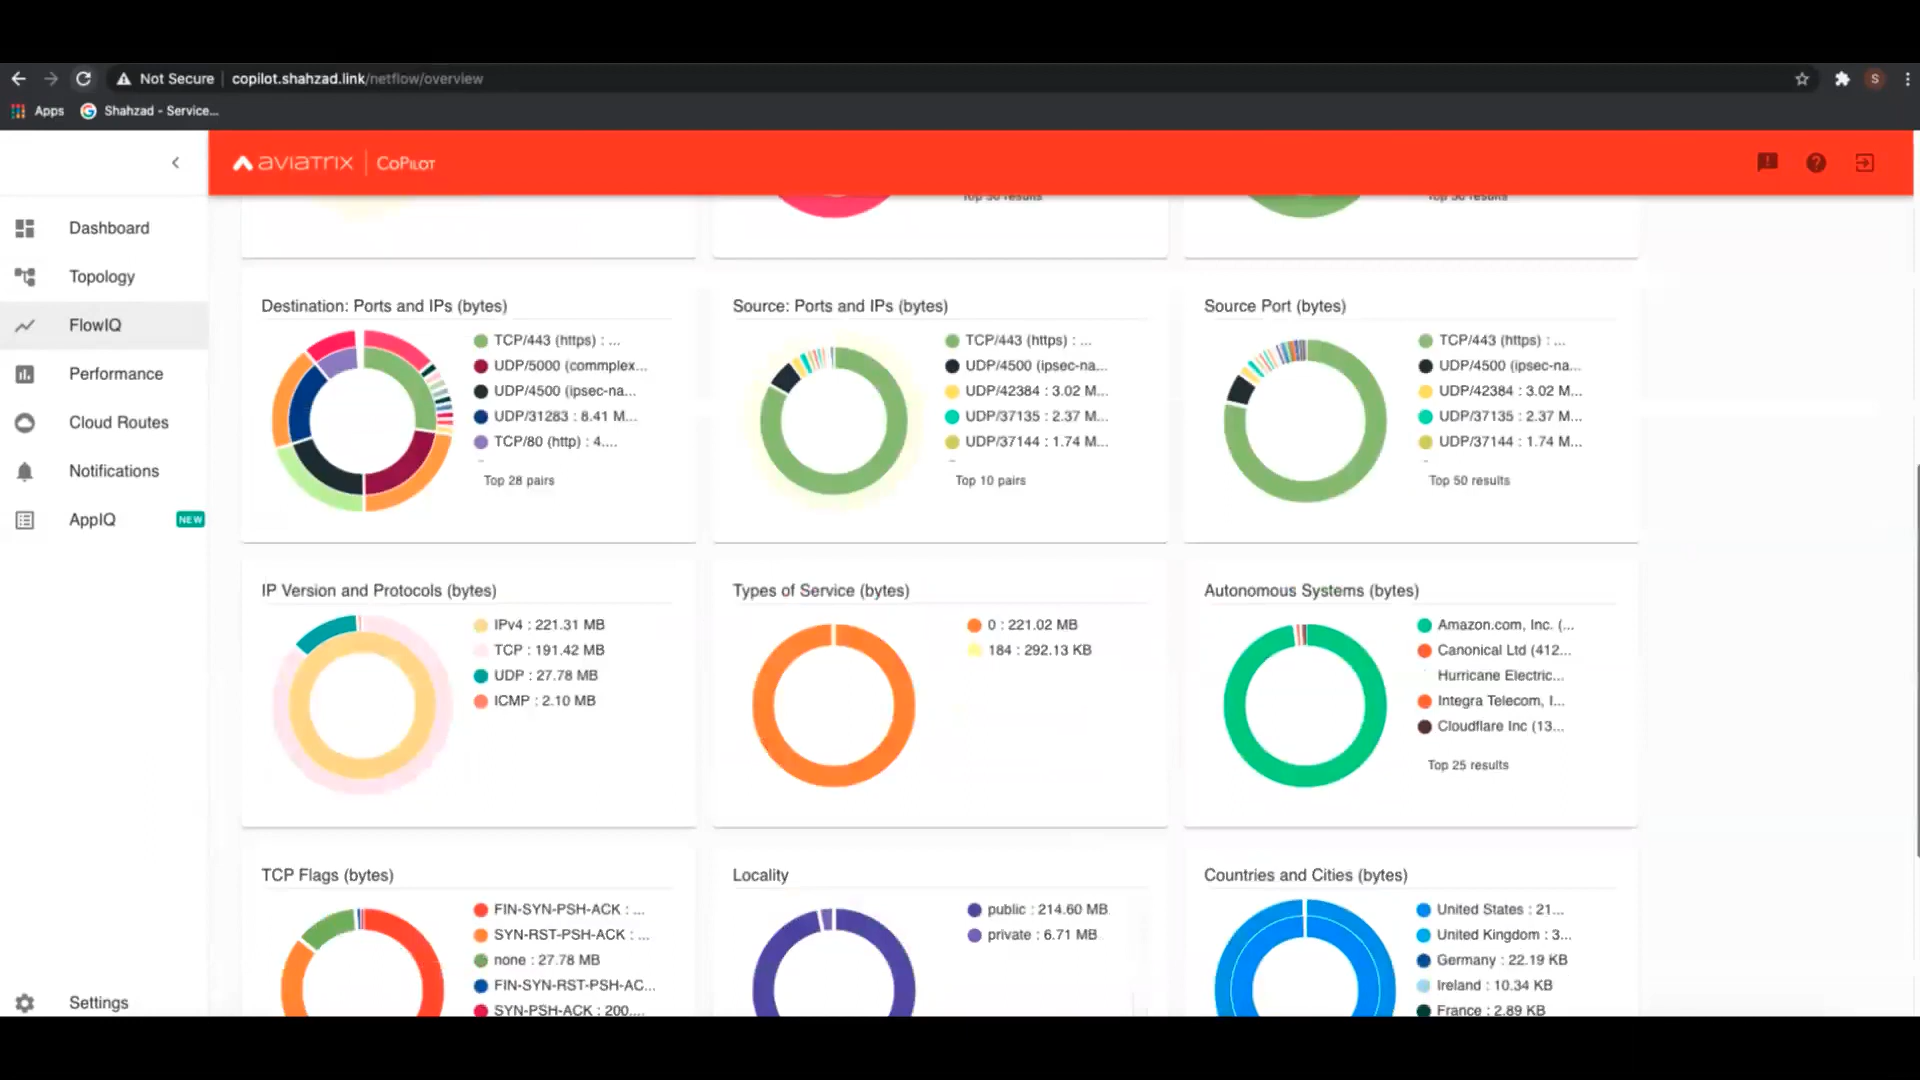 Not Secure copilot.shahzad.link/netflow/overview
S
Apps Shahzad - Service...
aviatrix CoPilot
Dashboard
Topology
FlowIQ
Performance
Cloud Routes
Notifications
AppIQ NEW
Settings
Top 50 results
Top 50 results
Destination: Ports and IPs (bytes)
TCP/443 (https) : ...
UDP/5000 (commplex...
UDP/4500 (ipsec-na...
UDP/31283 : 8.41 M...
TCP/80 (http) : 4....
Top 28 pairs
Source: Ports and IPs (bytes)
TCP/443 (https) : ...
UDP/4500 (ipsec-na...
UDP/42384 : 3.02 M...
UDP/37135 : 2.37 M...
UDP/37144 : 1.74 M...
Top 10 pairs
Source Port (bytes)
TCP/443 (https) : ...
UDP/4500 (ipsec-na...
UDP/42384 : 3.02 M...
UDP/37135 : 2.37 M...
UDP/37144 : 1.74 M...
Top 50 results
IP Version and Protocols (bytes)
IPv4 : 221.31 MB
TCP : 191.42 MB
UDP : 27.78 MB
ICMP : 2.10 MB
Types of Service (bytes)
0 : 221.02 MB
184 : 292.13 KB
Autonomous Systems (bytes)
Amazon.com, Inc. (...
Canonical Ltd (412...
Hurricane Electric...
Integra Telecom, I...
Cloudflare Inc (13...
Top 25 results
TCP Flags (bytes)
FIN-SYN-PSH-ACK : ...
SYN-RST-PSH-ACK : ...
none : 27.78 MB
FIN-SYN-RST-PSH-AC...
SYN-PSH-ACK : 200....
Locality
public : 214.60 MB
private : 6.71 MB
Countries and Cities (bytes)
United States : 21...
United Kingdom : 3...
Germany : 22.19 KB
Ireland : 10.34 KB
France : 2.89 KB